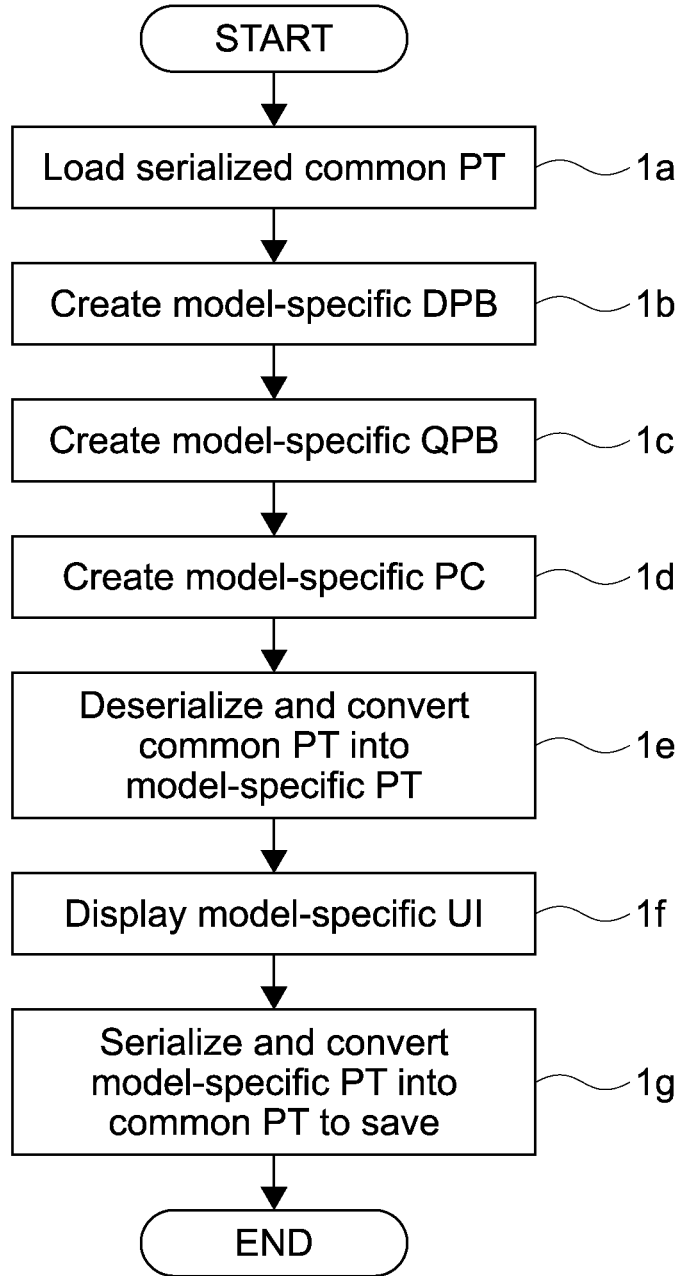 START
Load serialized common PT
1a
Create model-specific DPB
1b
Create model-specific QPB
1c
Create model-specific PC
1d
Deserialize and convert
common PT into
model-specific PT
1e
Display model-specific UI
1f
Serialize and convert
model-specific PT into
common PT to save
1g
END